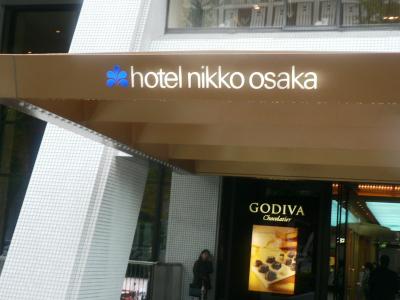 hotel nikko osaka
GODIVA
Chocolatier